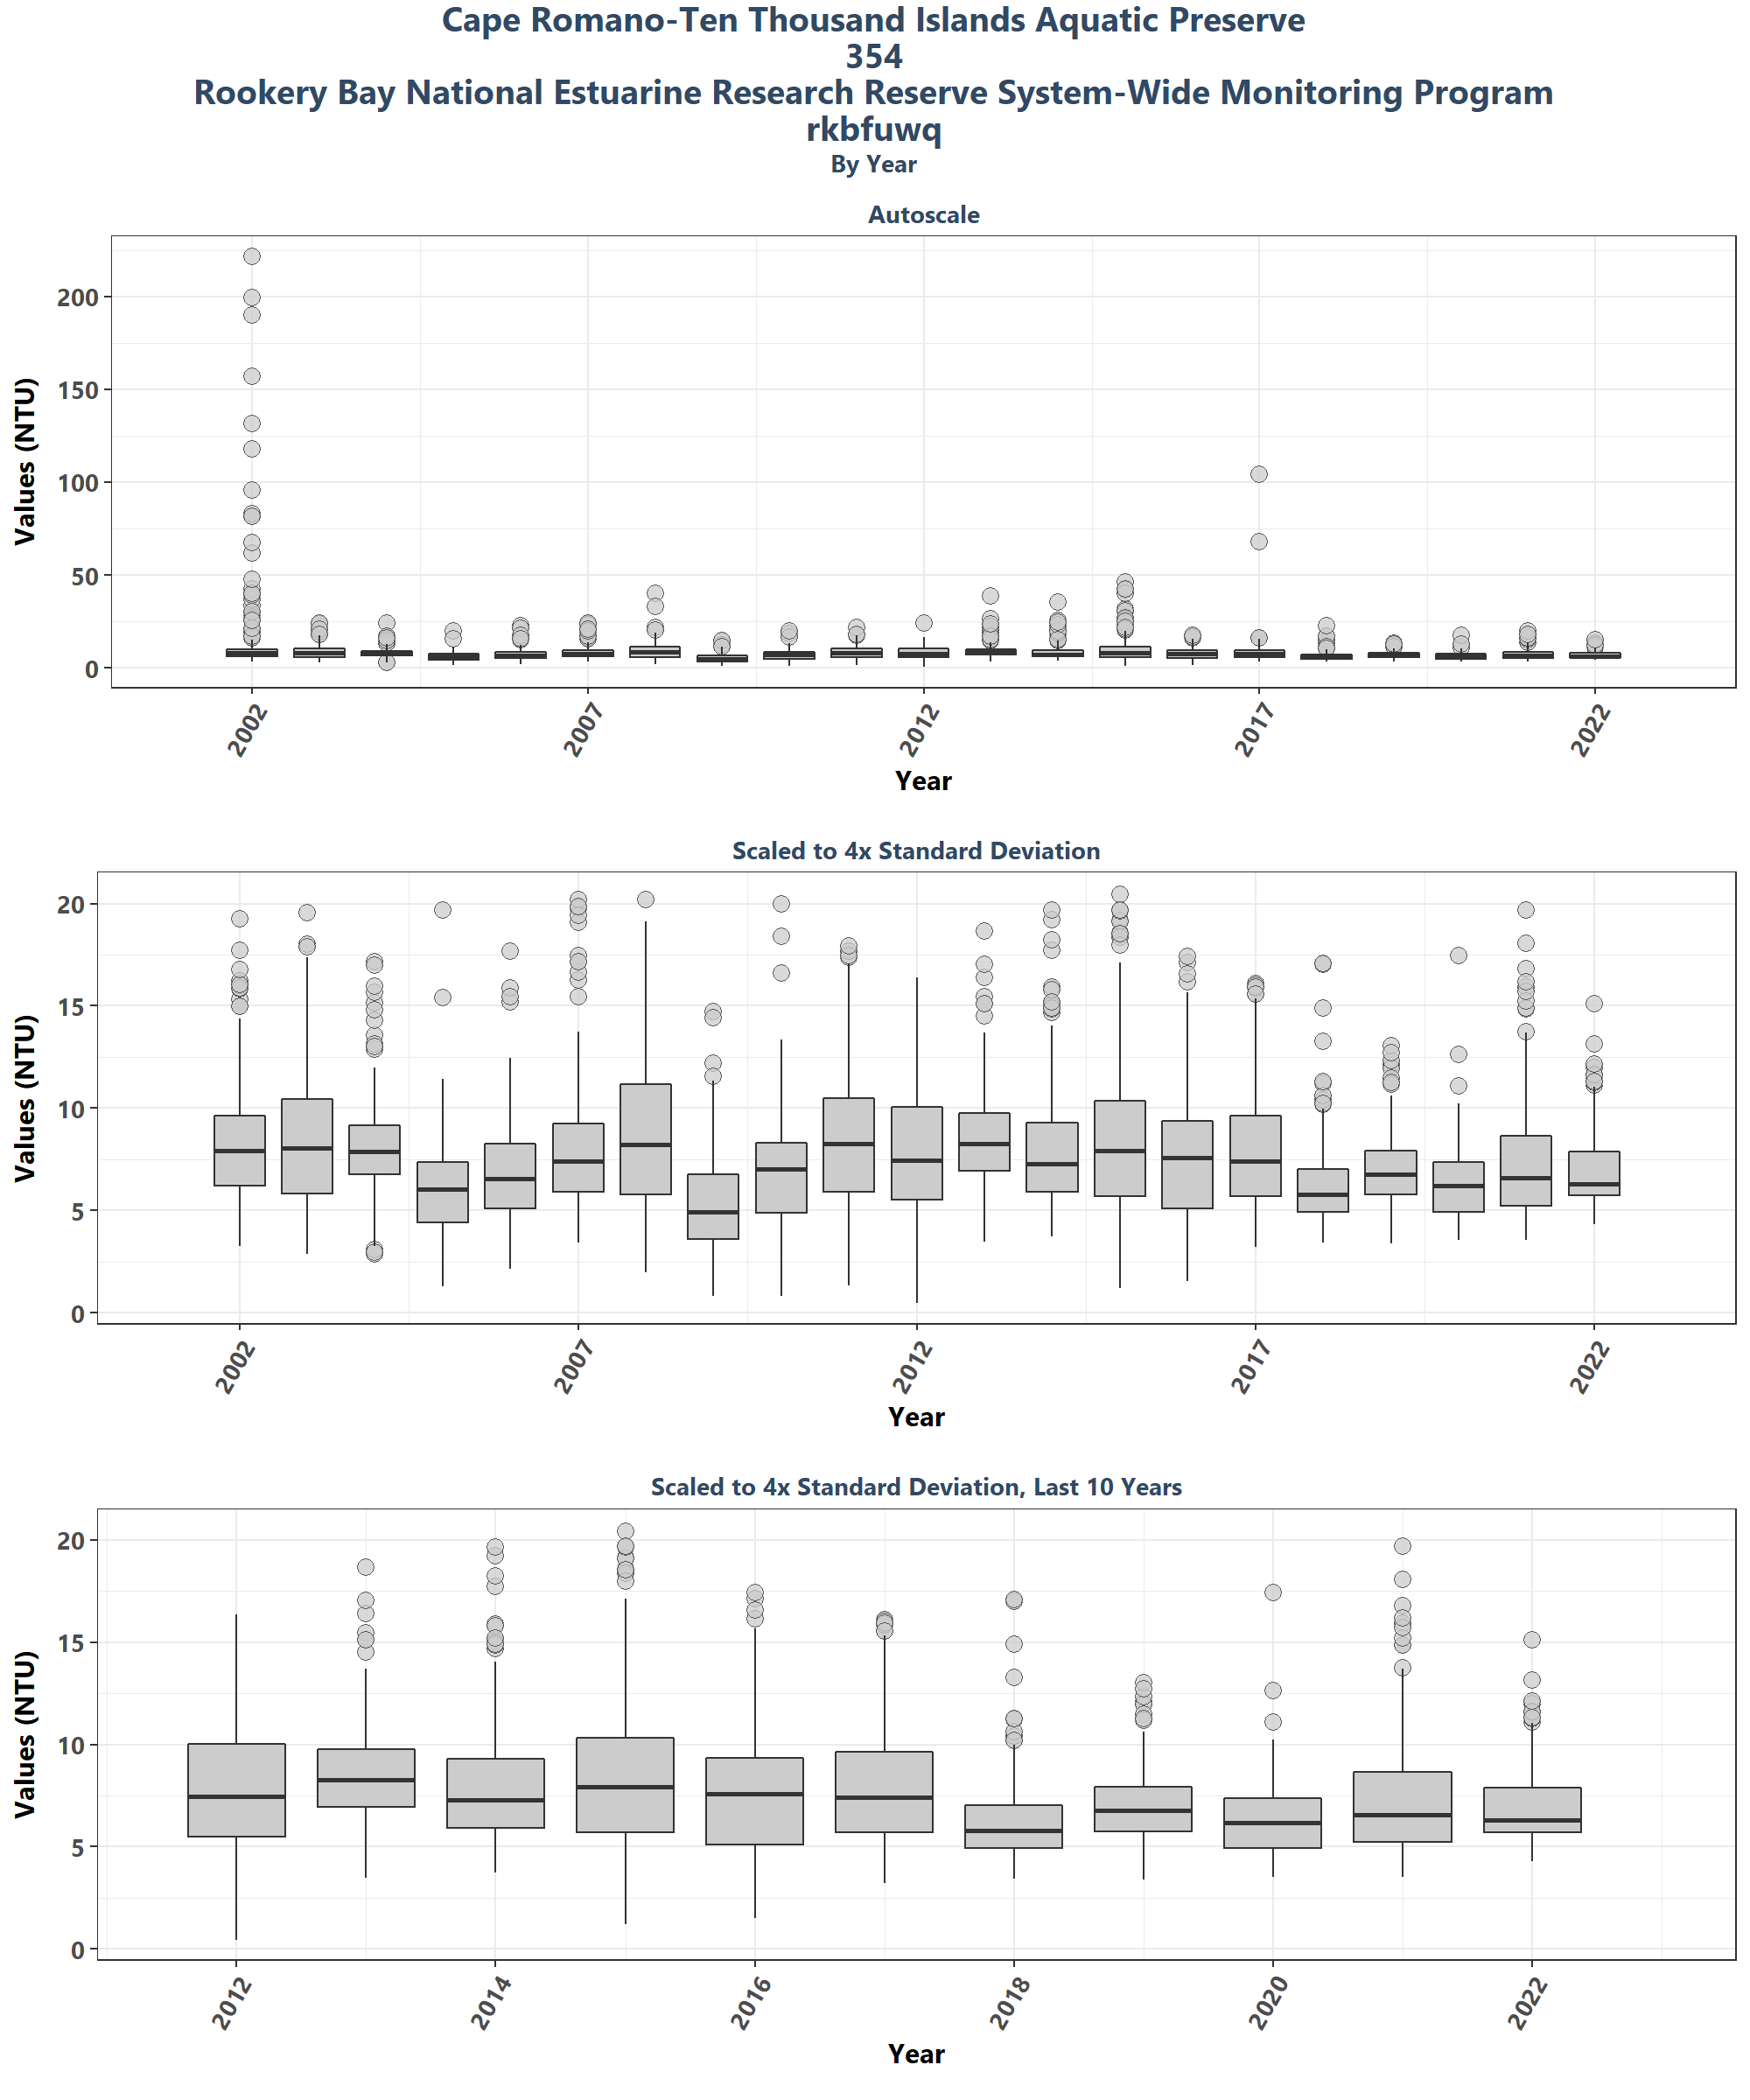 Cape Romano-Ten Thousand Islands Aquatic Preserve
354
Rookery Bay National Estuarine Research Reserve System-Wide Monitoring Program
rkbfuwq
By Year
Autoscale
Values (NTU)
200
150
100
50
0
2002
2007
2012
2017
2022
Year
Scaled to 4x Standard Deviation
Values (NTU)
20
15
10
5
0
2002
2007
2012
2017
2022
Year
Scaled to 4x Standard Deviation, Last 10 Years
Values (NTU)
20
15
10
5
0
2012
2014
2016
2018
2020
2022
Year